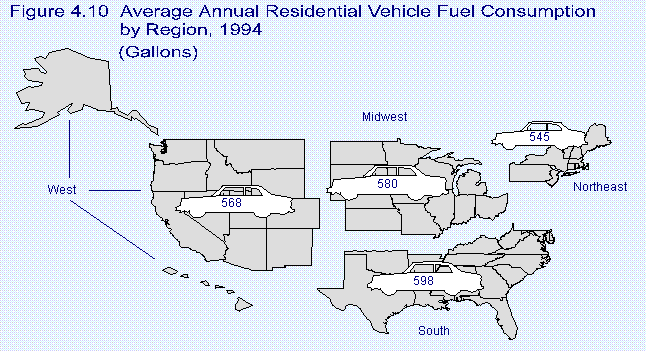 Figure 4.10 Average Annual Residential Vehicle Fuel Consumption
by Region, 1994
(Gallons)
Midwest
545
West
568
580
Northeast
598
South